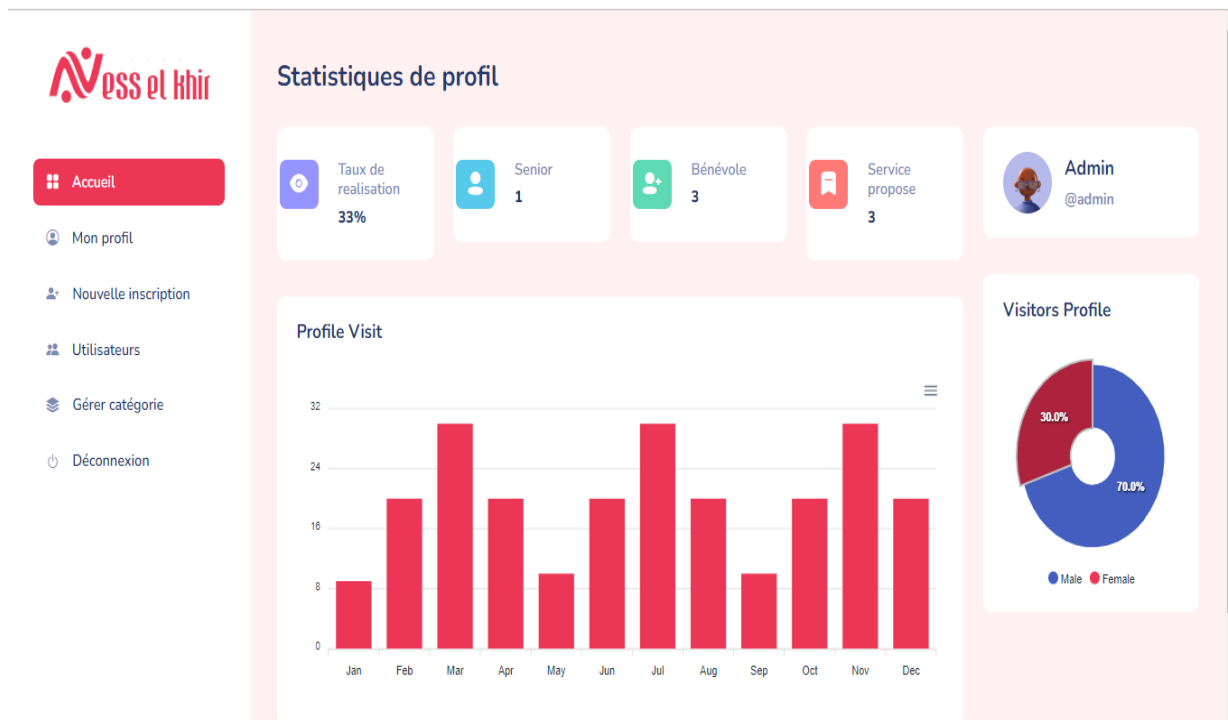 Ness el khir
Statistiques de profil
Accueil
Mon profil
Nouvelle inscription
Utilisateurs
Gérer catégorie
Déconnexion
Taux de
realisation
33%
Senior
1
Bénévole
3
Service
propose
3
Admin
@admin
Profile Visit
32
24
16
8
0
Jan Feb Mar Apr May Jun Jul Aug Sep Oct Nov Dec
Visitors Profile
30.0%
70.0%
Male Female